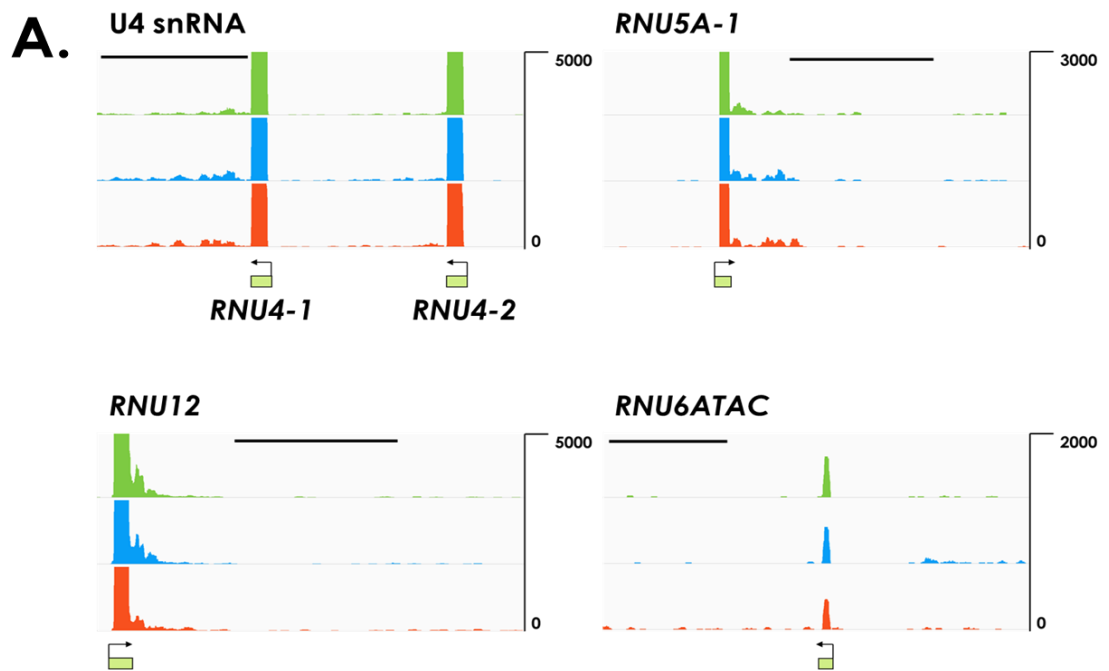 A.
U4 snRNA
5000
0
RNU4-1
RNU4-2
RNU5A-1
3000
0
RNU12
5000
0
RNU6ATAC
2000
0